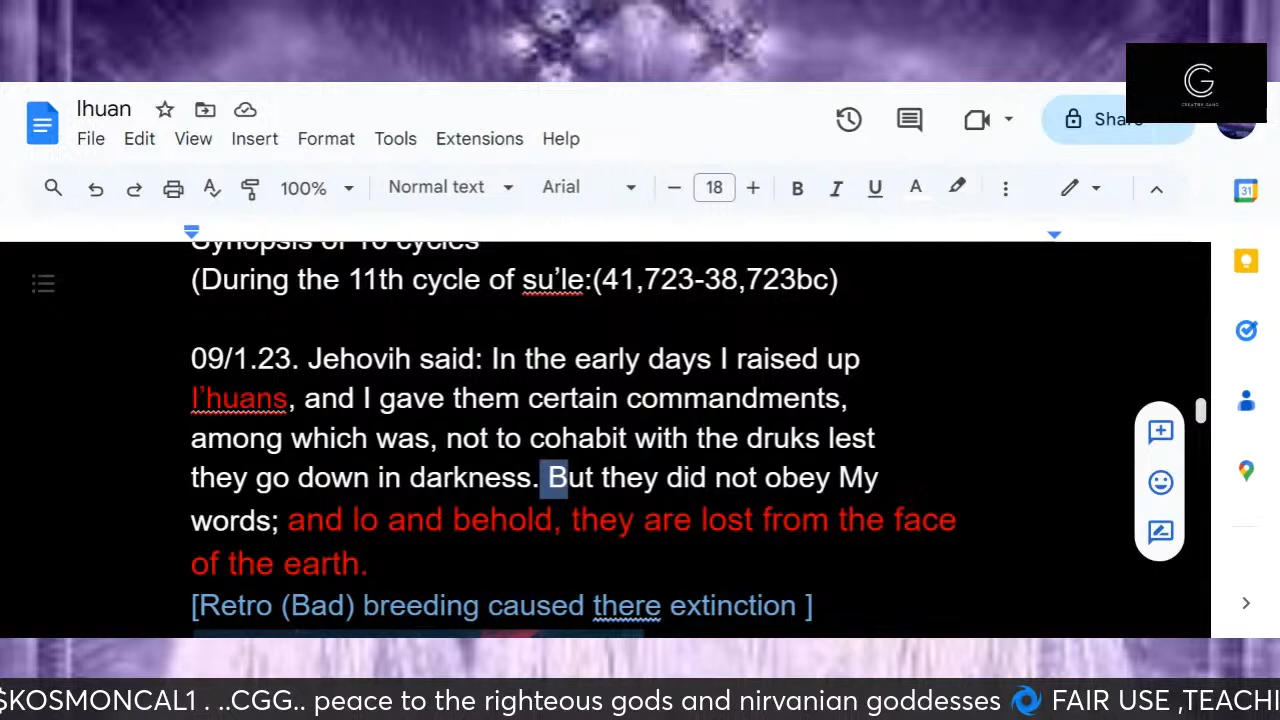 Ihuan
File Edit View Insert Format Tools Extensions Help
Share
100% Normal text Arial 18 B I U A
31
Synopsis of 16 cycles
(During the 11th cycle of su’le:(41,723-38,723bc)
09/1.23. Jehovih said: In the early days I raised up
I’huans, and I gave them certain commandments,
among which was, not to cohabit with the druks lest
they go down in darkness. But they did not obey My
words; and lo and behold, they are lost from the face
of the earth.
[Retro (Bad) breeding caused there extinction ]
$KOSMONCAL1 . ..CGG.. peace to the righteous gods and nirvanian goddesses FAIR USE ,TEACHI